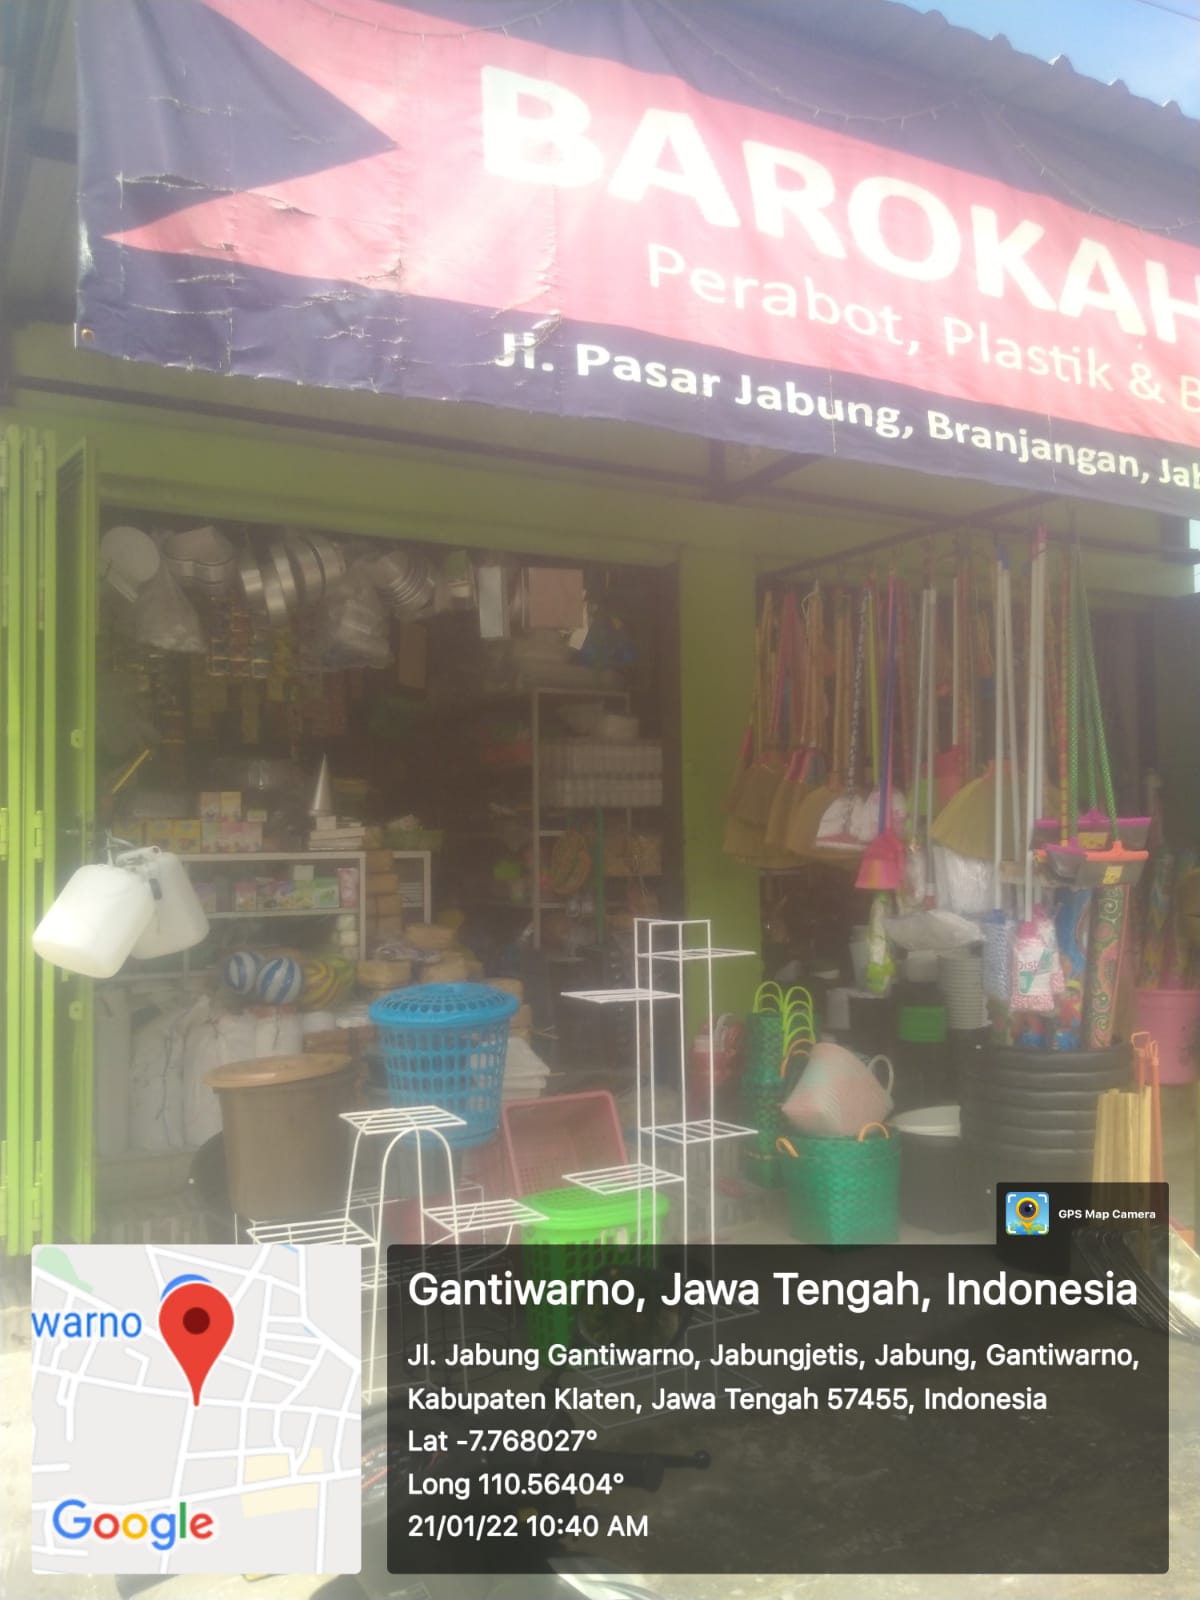 BAROKAH
Perabot, Plastik &
Jl. Pasar Jabung, Branjangan,
GPS Map Camera
Gantiwarno, Jawa Tengah, Indonesia
Jl. Jabung Gantiwarno, Jabungjetis, Jabung, Gantiwarno,
Kabupaten Klaten, Jawa Tengah 57455, Indonesia
Lat -7.768027°
Long 110.56404°
21/01/22 10:40 AM
warno
Google